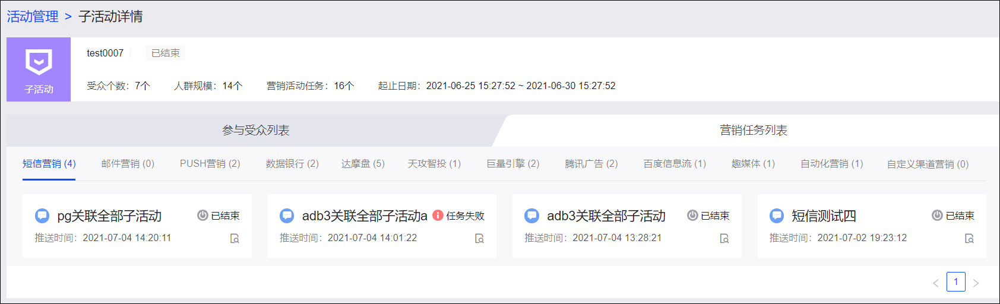 活动管理 > 子活动详情
子活动
test0007
已结束
受众个数：7个 人群规模：14个 营销活动任务：16个 起止日期：2021-06-25 15:27:52 ~ 2021-06-30 15:27:52
参与受众列表 营销任务列表
短信营销 (4) 邮件营销 (0) PUSH营销 (2) 数据银行 (2) 达摩盘 (5) 天攻智投 (1) 巨量引擎 (2) 腾讯广告 (2) 百度信息流 (1) 趣媒体 (1) 自动化营销 (1) 自定义渠道营销 (0)
pg关联全部子活动 已结束
推送时间：2021-07-04 14:20:11
adb3关联全部子活动a 任务失败
推送时间：2021-07-04 14:01:22
adb3关联全部子活动 已结束
推送时间：2021-07-04 13:28:21
短信测试四 已结束
推送时间：2021-07-02 19:23:12
< 1 >